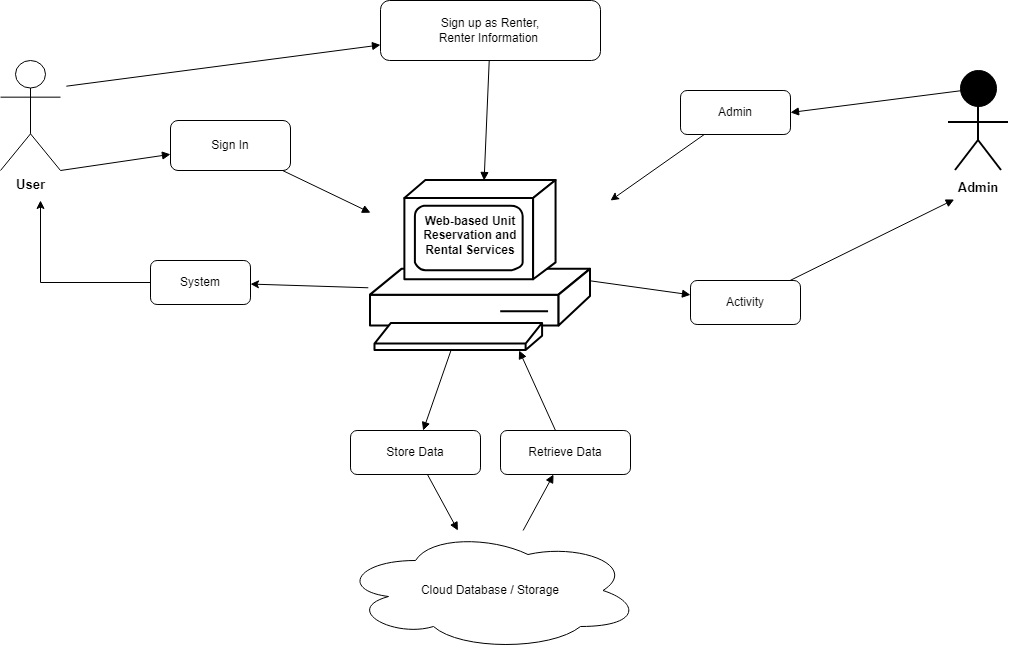 Sign up as Renter,
Renter Information
Admin
Sign In
User
Admin
Web-based Unit
Reservation and
Rental Services
System
Activity
Store Data
Retrieve Data
Cloud Database / Storage